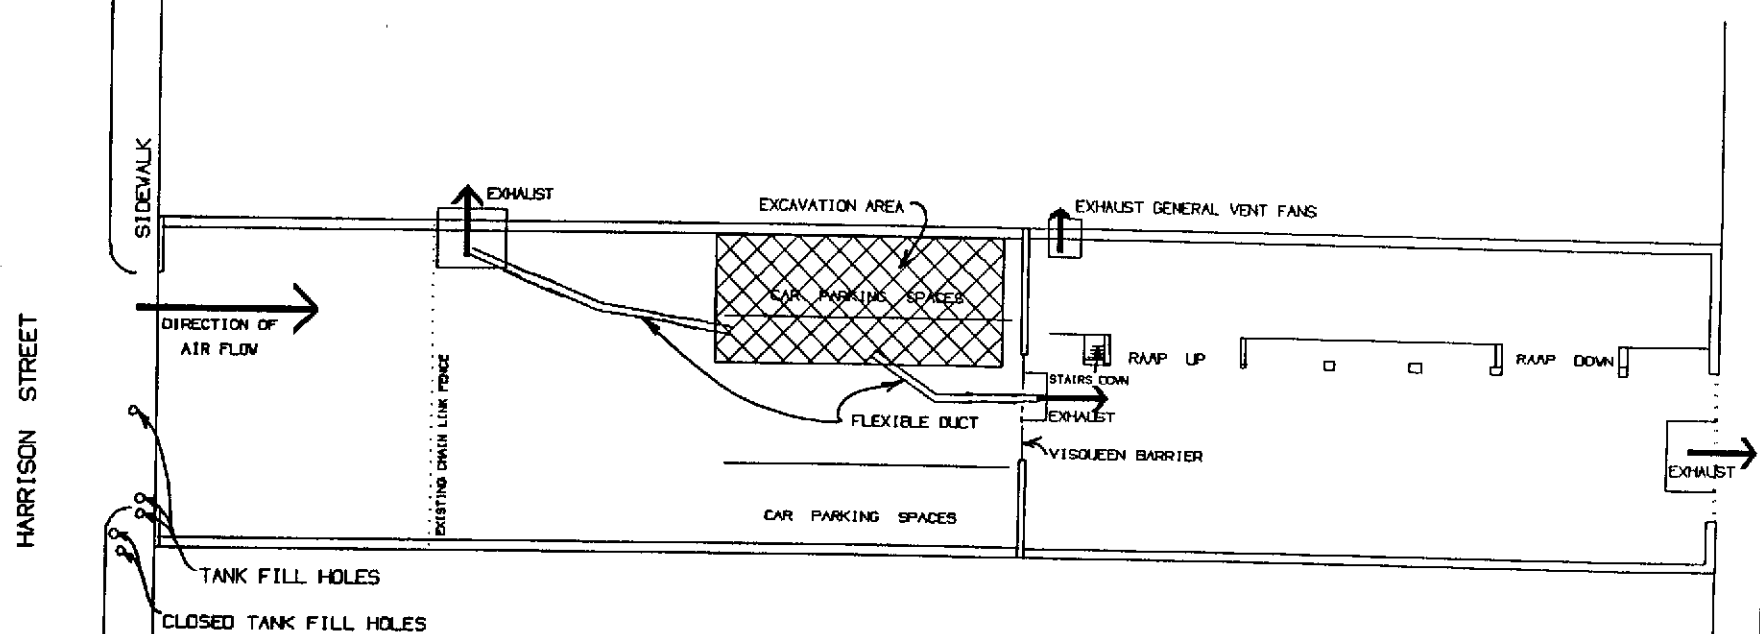 SIDEWALK
EXHAUST
EXCAVATION AREA
EXHAUST GENERAL VENT FANS
CAR PARKING SPACES
DIRECTION OF
AIR FLOW
HARRISON STREET
EXISTING CHAIN LINK FENCE
RAMP UP
RAMP DOWN
STAIRS DOWN
EXHAUST
FLEXIBLE DUCT
VISQUEEN BARRIER
EXHAUST
CAR PARKING SPACES
TANK FILL HOLES
CLOSED TANK FILL HOLES